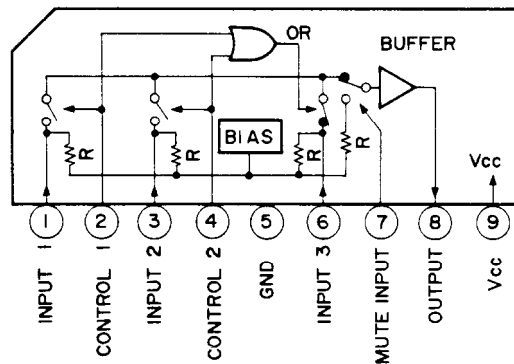 OR
BUFFER
R
R
BIAS
R
R
Vcc
1
2
3
4
5
6
7
8
9
INPUT 1
CONTROL 1
INPUT 2
CONTROL 2
GND
INPUT 3
MUTE INPUT
OUTPUT
Vcc